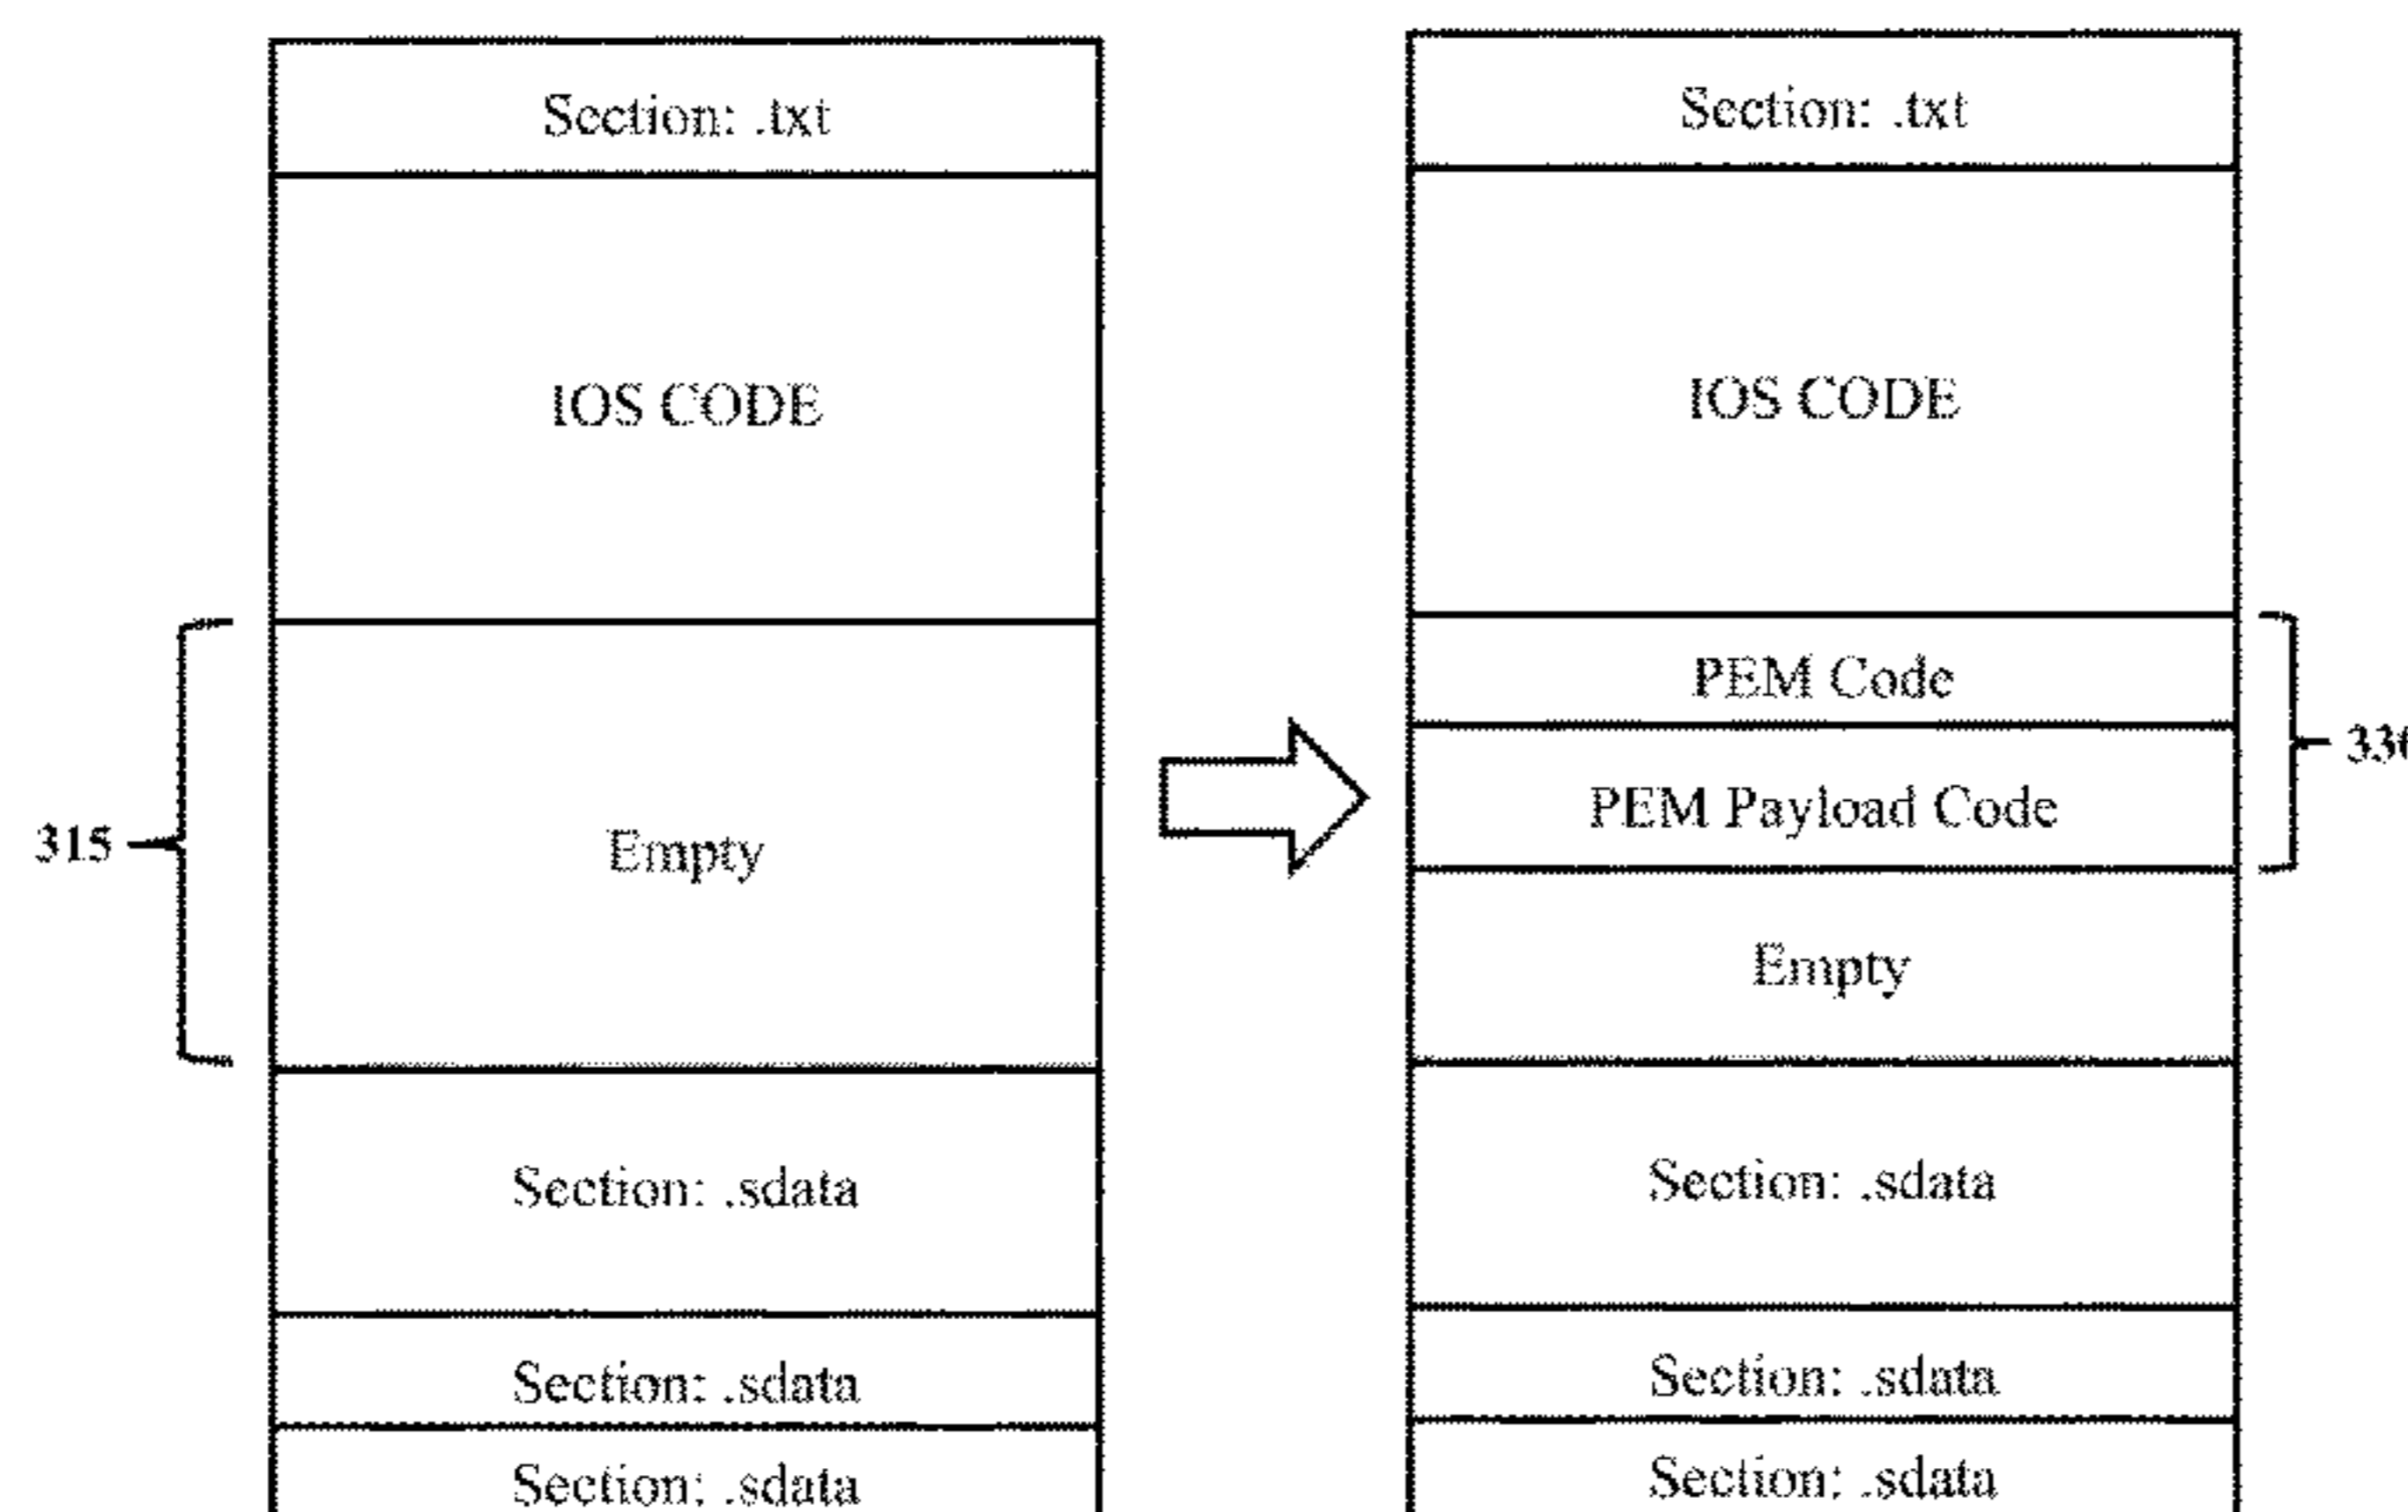 Section: .txt
IOS CODE
315
Empty
Section: .sdata
Section: .sdata
Section: .sdata
Section: .txt
IOS CODE
PEM Code
PEM Payload Code
Empty
Section: .sdata
Section: .sdata
Section: .sdata